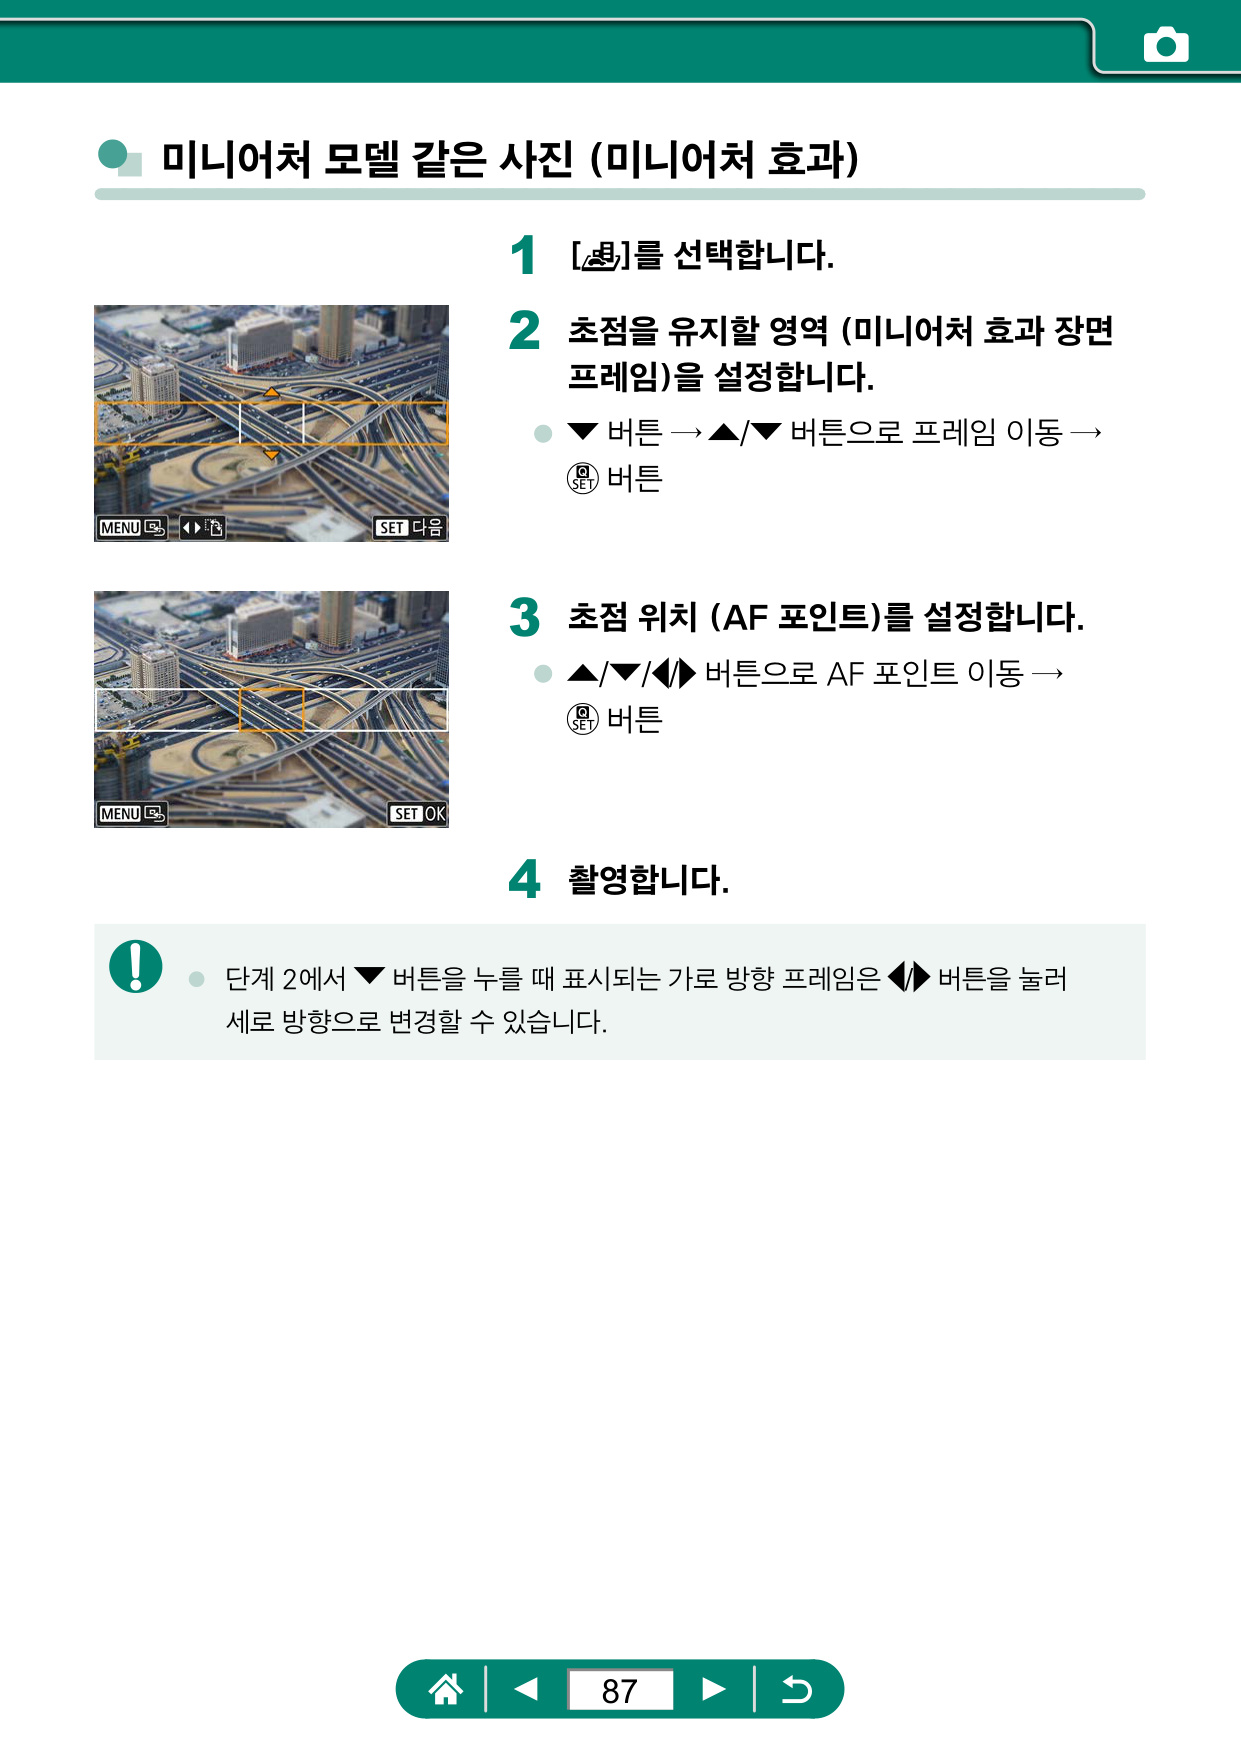 미니어처 모델 같은 사진 (미니어처 효과)
1 []를 선택합니다.
2 초점을 유지할 영역 (미니어처 효과 장면
프레임)을 설정합니다.
▼ 버튼 → ▲/▼ 버튼으로 프레임 이동 →
Q SET 버튼
MENU SET 다음
3 초점 위치 (AF 포인트)를 설정합니다.
▲/▼/◀/▶ 버튼으로 AF 포인트 이동 →
Q SET 버튼
MENU SET OK
4 촬영합니다.
단계 2에서 ▼ 버튼을 누를 때 표시되는 가로 방향 프레임은 ◀/▶ 버튼을 눌러
세로 방향으로 변경할 수 있습니다.
87